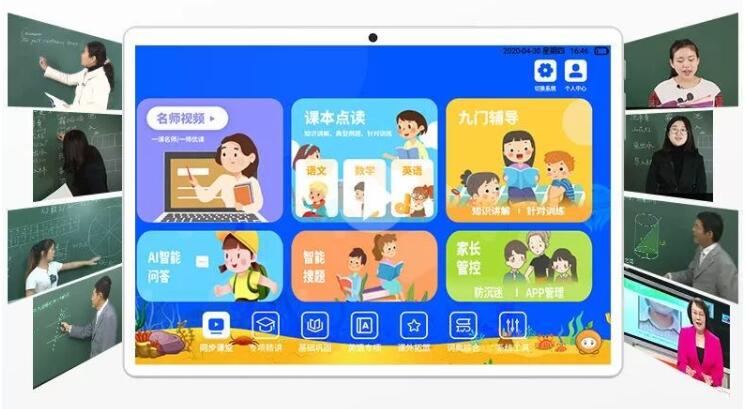 2020-04-30 星期四 16:46
切换系统 个人中心
名师视频
一课名师/一师优课
课本点读
知识讲解、典型例题、针对训练
语文 数学 英语
九门辅导
知识讲解 | 针对训练
AI智能
问答
智能
搜题
家长
管控
防沉迷 | APP管理
同步课堂 专项精讲 基础巩固 英语专项 课外拓展 词典综合 系统工具